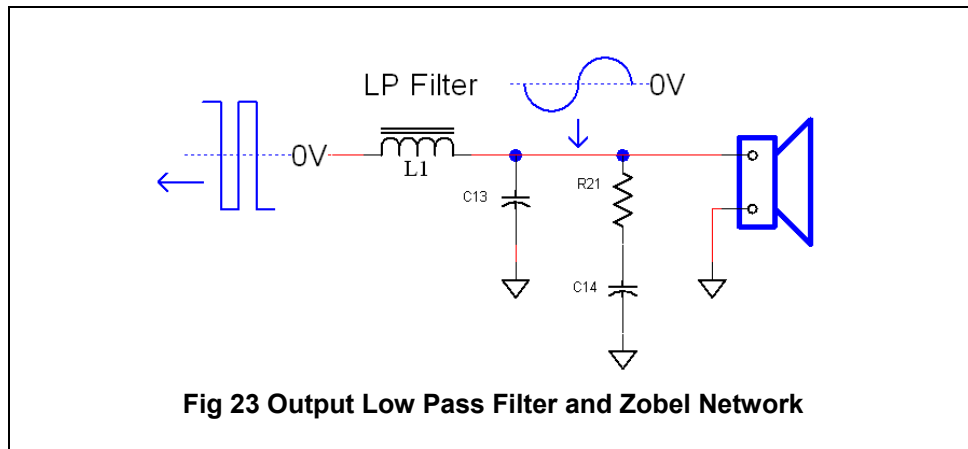 LP Filter
0V
0V
L1
C13
R21
C14
Fig 23 Output Low Pass Filter and Zobel Network